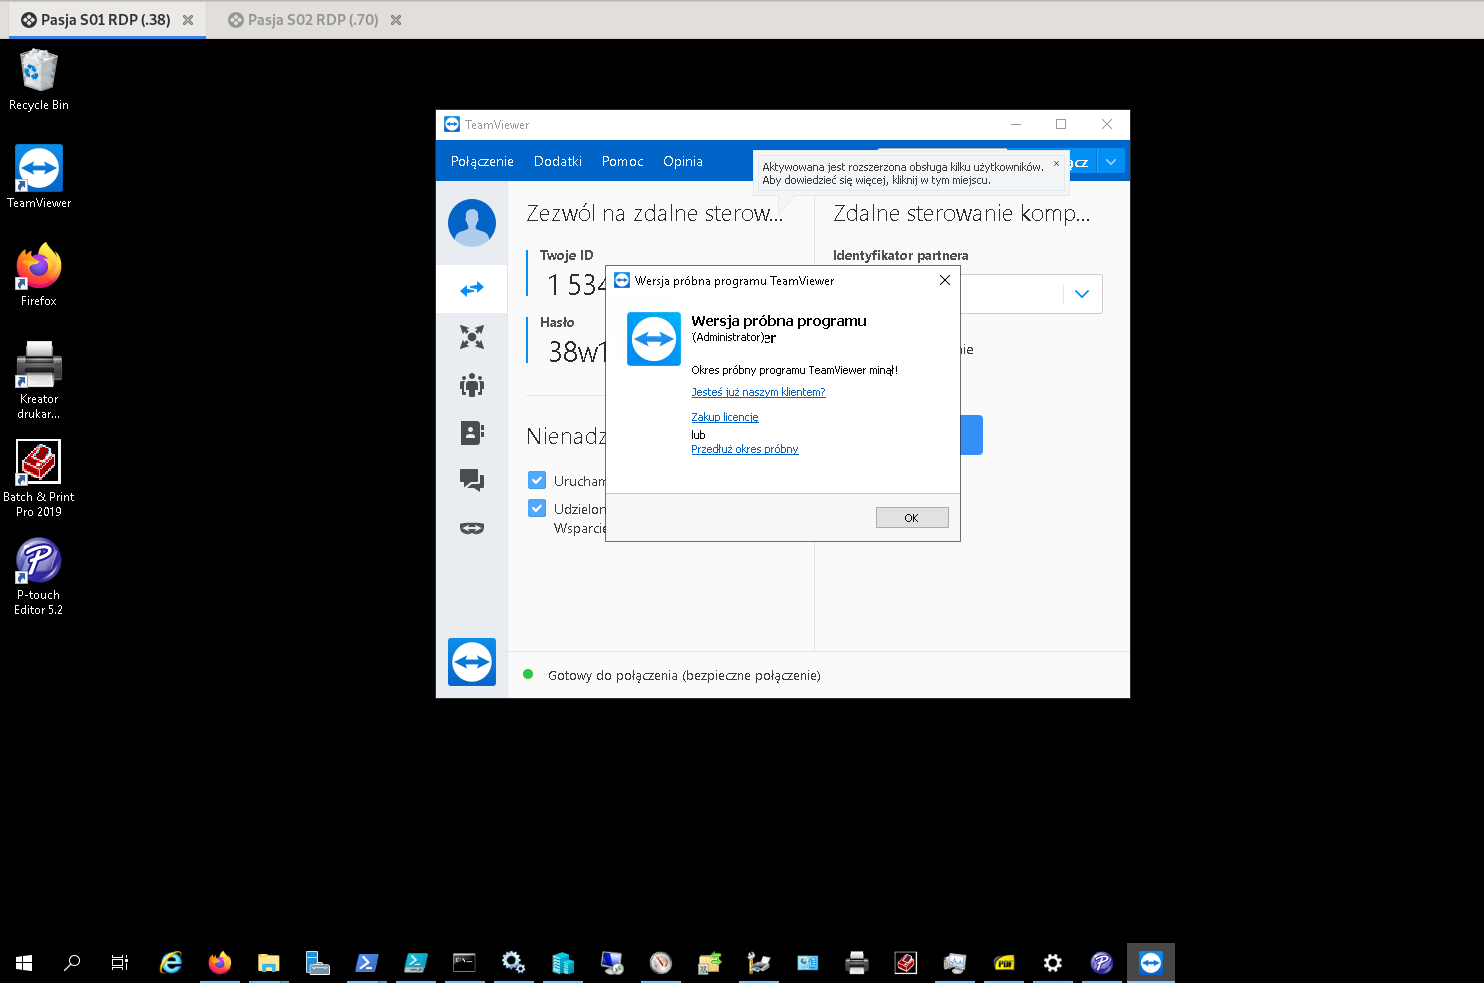 Pasja S01 RDP (.38)
Pasja S02 RDP (.70)
Recycle Bin
TeamViewer
Firefox
Kreator
drukar...
Batch & Print
Pro 2019
P-touch
Editor 5.2
TeamViewer
Połączenie
Dodatki
Pomoc
Opinia
Aktywowana jest rozszerzona obsługa kilku użytkowników.
Aby dowiedzieć się więcej, kliknij w tym miejscu.
Zezwól na zdalne sterow...
Twoje ID
1 534
Hasło
38w1
Zdalne sterowanie komp...
Identyfikator partnera
Wersja próbna programu TeamViewer
Wersja próbna programu
(Administrator)er
Okres próbny programu TeamViewer minął!
Jesteś już naszym klientem?
Zakup licencję
lub
Przedłuż okres próbny
OK
Nienadz
Urucham
Udzielon
Wsparcie
Gotowy do połączenia (bezpieczne połączenie)
PDF